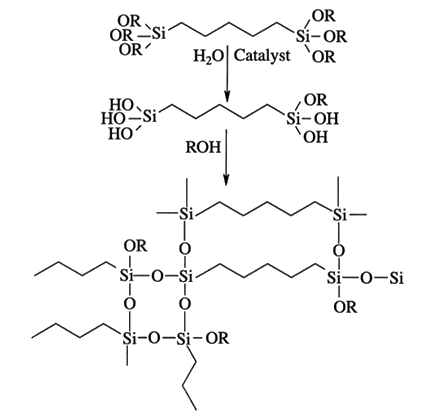 OR OR
OR Si Si OR
OR OR
H₂O Catalyst
HO OR
HO Si Si OH
HO OH
ROH
Si Si
OR O O
Si O Si Si O Si
O O OR
Si O Si OR